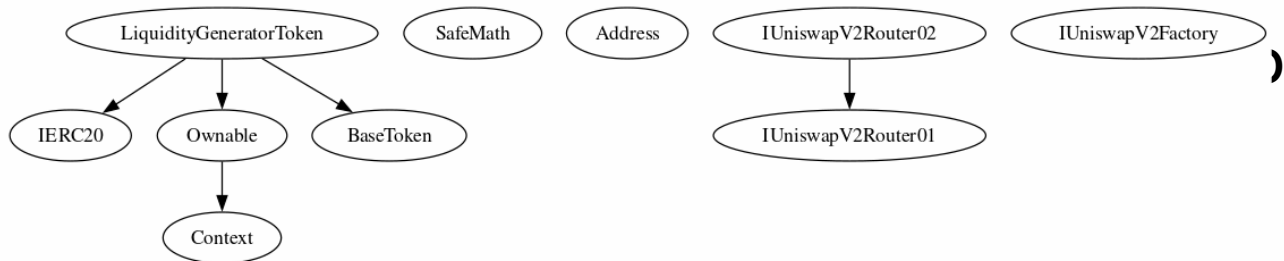 LiquidityGeneratorToken SafeMath Address IUniswapV2Router02 IUniswapV2Factory
IERC20 Ownable BaseToken IUniswapV2Router01
Context